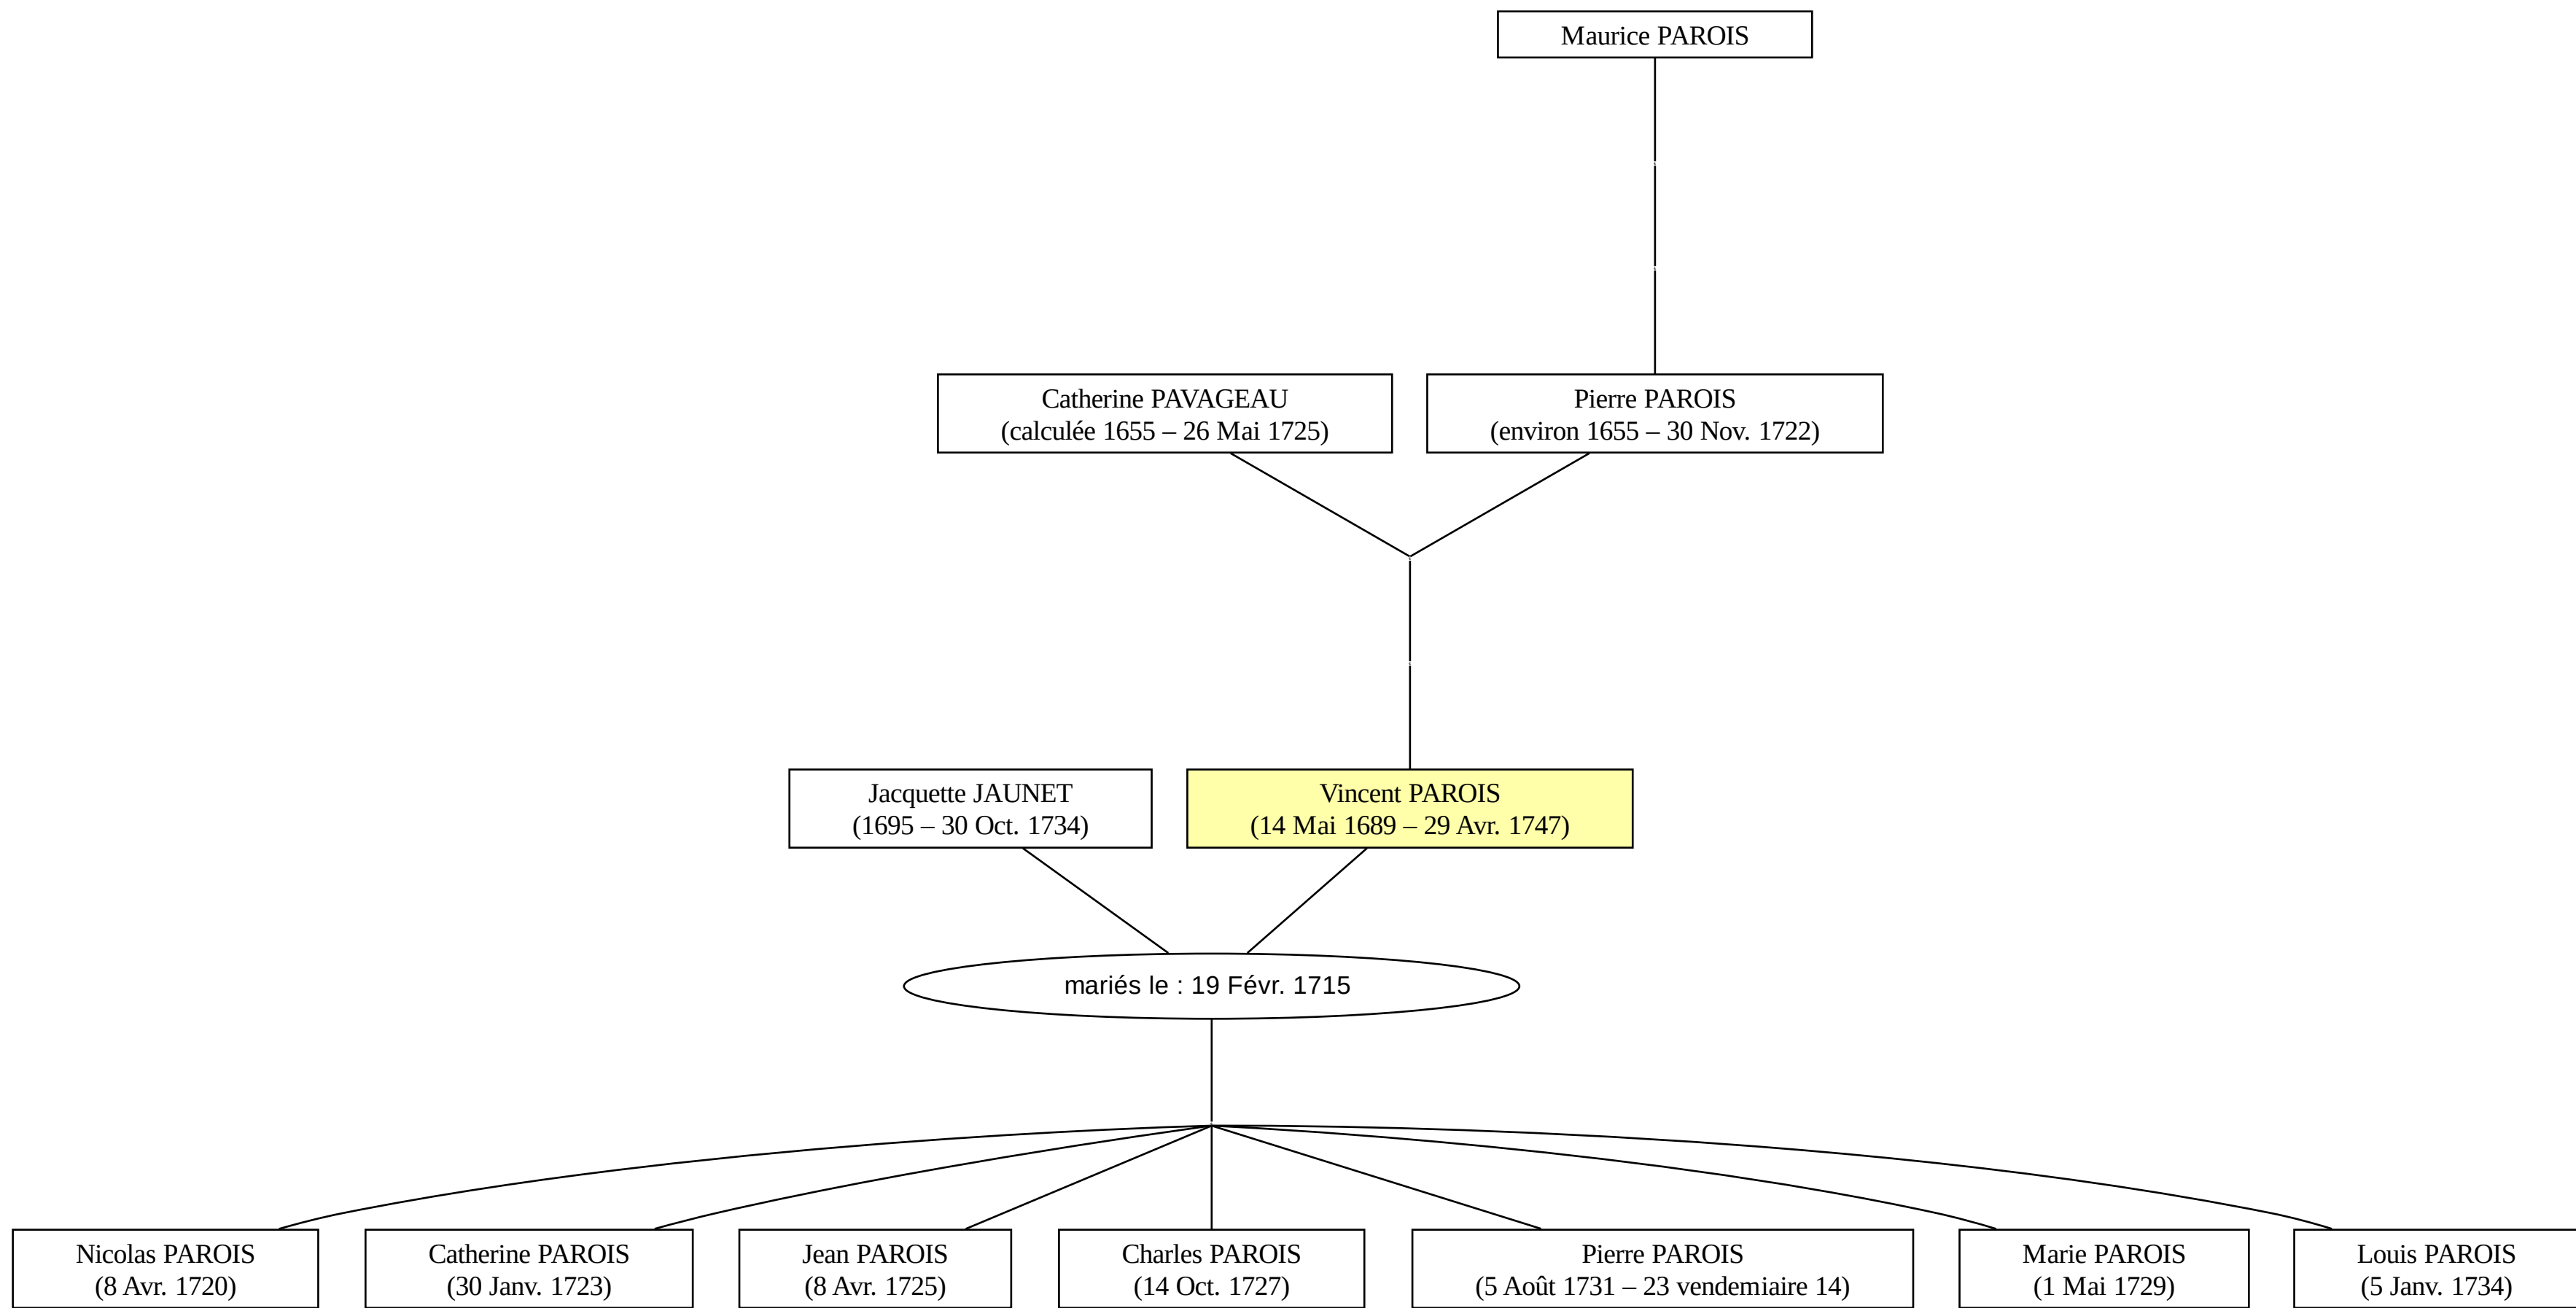 Maurice PAROIS
Catherine PAVAGEAU
(calculée 1655 – 26 Mai 1725)
Pierre PAROIS
(environ 1655 – 30 Nov. 1722)
Jacquette JAUNET
(1695 – 30 Oct. 1734)
Vincent PAROIS
(14 Mai 1689 – 29 Avr. 1747)
mariés le : 19 Févr. 1715
Nicolas PAROIS
(8 Avr. 1720)
Catherine PAROIS
(30 Janv. 1723)
Jean PAROIS
(8 Avr. 1725)
Charles PAROIS
(14 Oct. 1727)
Pierre PAROIS
(5 Août 1731 – 23 vendemiaire 14)
Marie PAROIS
(1 Mai 1729)
Louis PAROIS
(5 Janv. 1734)